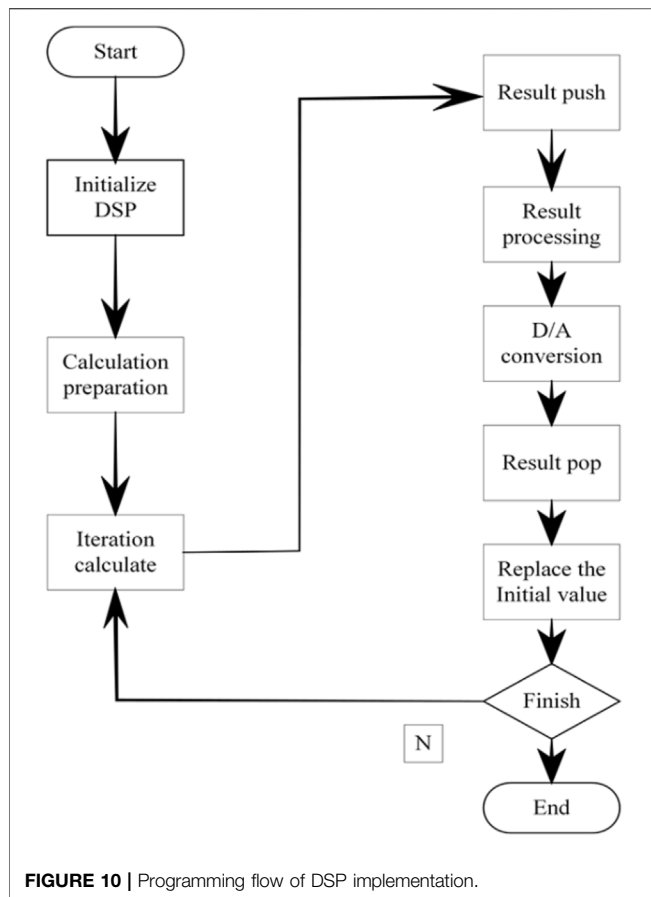 Start
Initialize
DSP
Calculation
preparation
Iteration
calculate
Result push
Result
processing
D/A
conversion
Result pop
Replace the
Initial value
Finish
N
End
FIGURE 10 | Programming flow of DSP implementation.